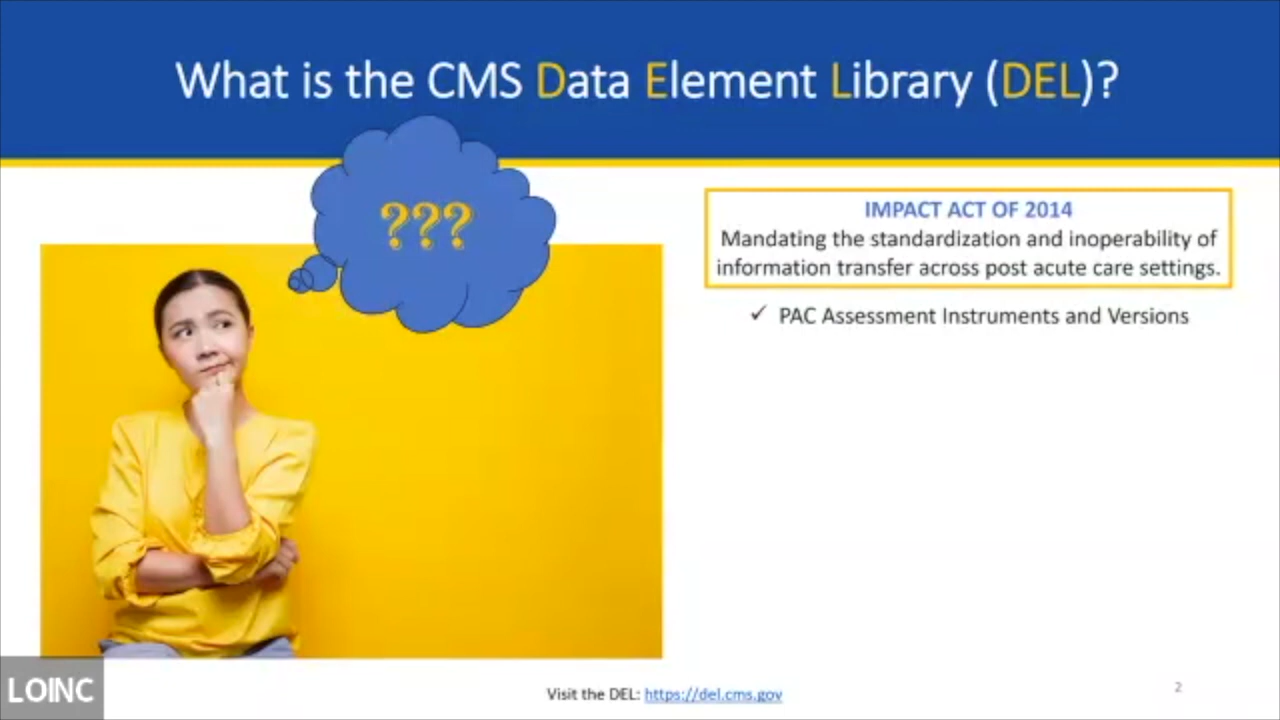 What is the CMS Data Element Library (DEL)?
???
IMPACT ACT OF 2014
Mandating the standardization and inoperability of
information transfer across post acute care settings.
✓ PAC Assessment Instruments and Versions
LOINC
Visit the DEL: https://del.cms.gov
2